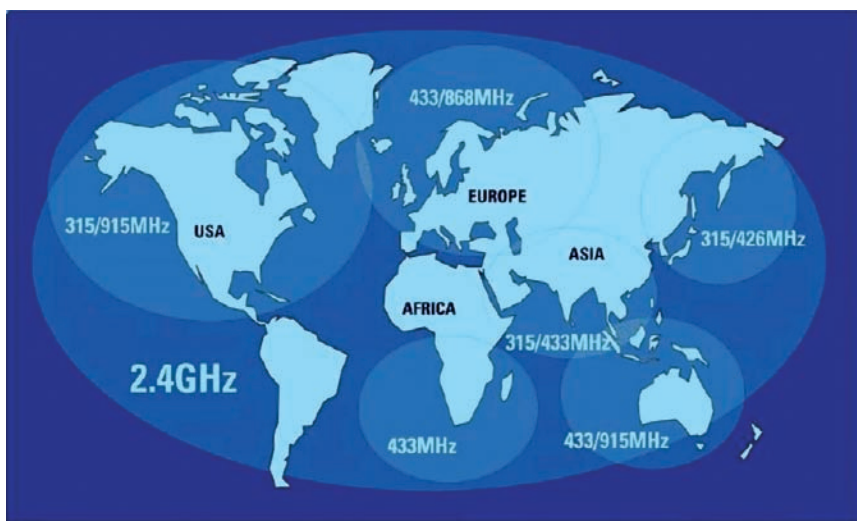 433/868MHz
EUROPE
315/915MHz
USA
315/426MHz
ASIA
AFRICA
315/433MHz
2.4GHz
433MHz
433/915MHz